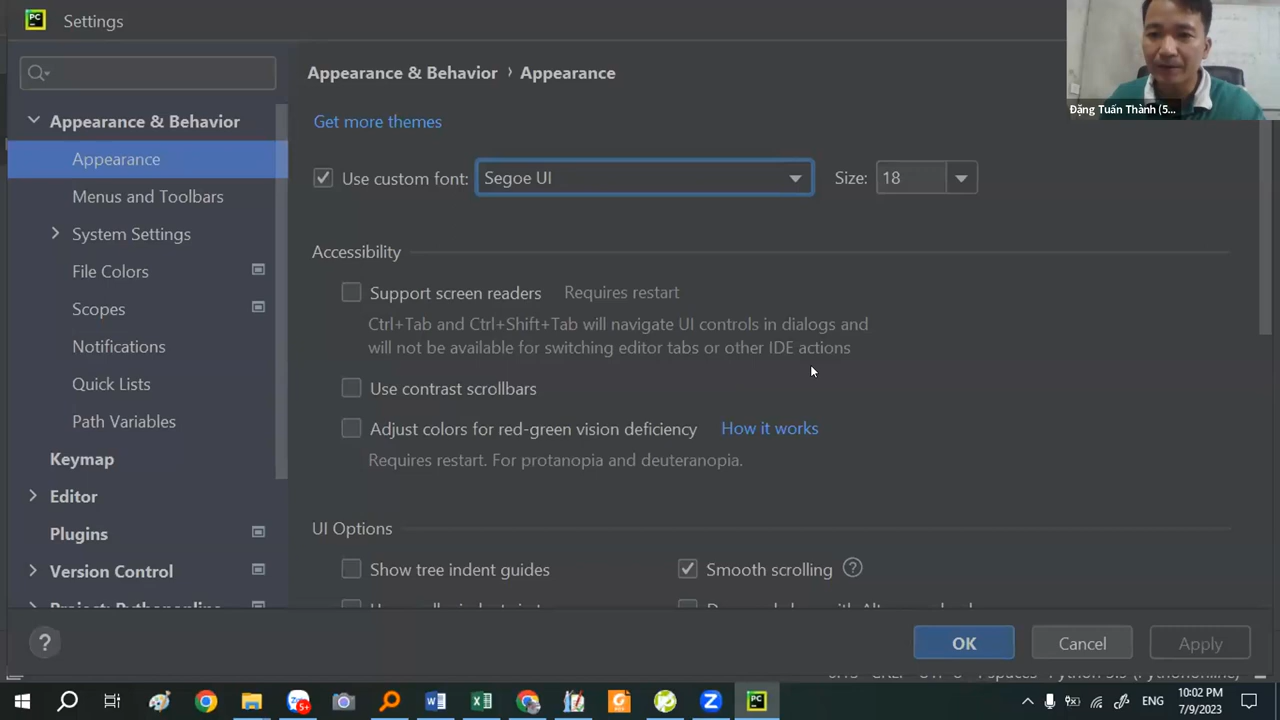 PC
Settings
Appearance & Behavior
Appearance
Menus and Toolbars
System Settings
File Colors
Scopes
Notifications
Quick Lists
Path Variables
Keymap
Editor
Plugins
Version Control
Appearance & Behavior › Appearance
Get more themes
Use custom font: Segoe UI Size: 18
Accessibility
Support screen readers Requires restart
Ctrl+Tab and Ctrl+Shift+Tab will navigate UI controls in dialogs and
will not be available for switching editor tabs or other IDE actions
Use contrast scrollbars
Adjust colors for red-green vision deficiency How it works
Requires restart. For protanopia and deuteranopia.
UI Options
Show tree indent guides Smooth scrolling ?
? OK Cancel Apply
Đặng Tuấn Thành (5...
5+ W X Z PC
ENG 10:02 PM
7/9/2023